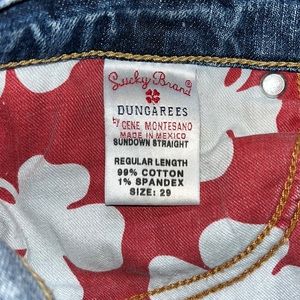 Lucky Brand
DUNGAREES
by GENE MONTESANO
MADE IN MEXICO
SUNDOWN STRAIGHT
REGULAR LENGTH
99% COTTON
1% SPANDEX
SIZE: 29